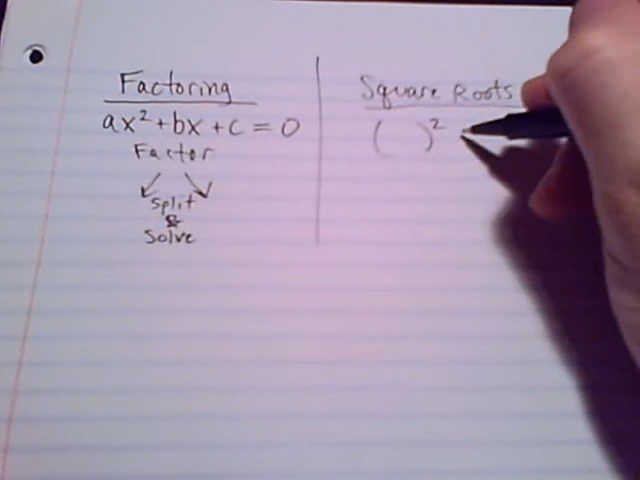 Factoring
ax²+bx+c=0
Factor
split
&
Solve
Square Roots
( )²